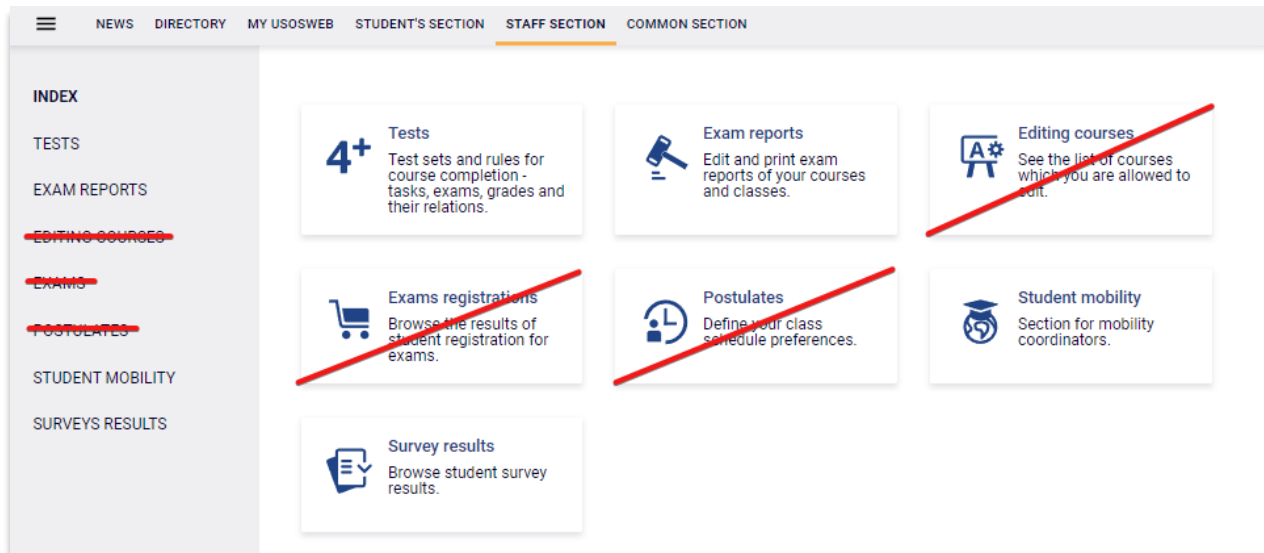 NEWS DIRECTORY MY USOSWEB STUDENT'S SECTION STAFF SECTION COMMON SECTION
INDEX
TESTS
EXAM REPORTS
EDITING COURSES
EXAMS
POSTULATES
STUDENT MOBILITY
SURVEYS RESULTS
4+
Tests
Test sets and rules for
course completion -
tasks, exams, grades and
their relations.
Exam reports
Edit and print exam
reports of your courses
and classes.
A
Editing courses
See the list of courses
which you are allowed to
edit.
Exams registrations
Browse the results of
student registration for
exams.
Postulates
Define your class
schedule preferences.
Student mobility
Section for mobility
coordinators.
Survey results
Browse student survey
results.